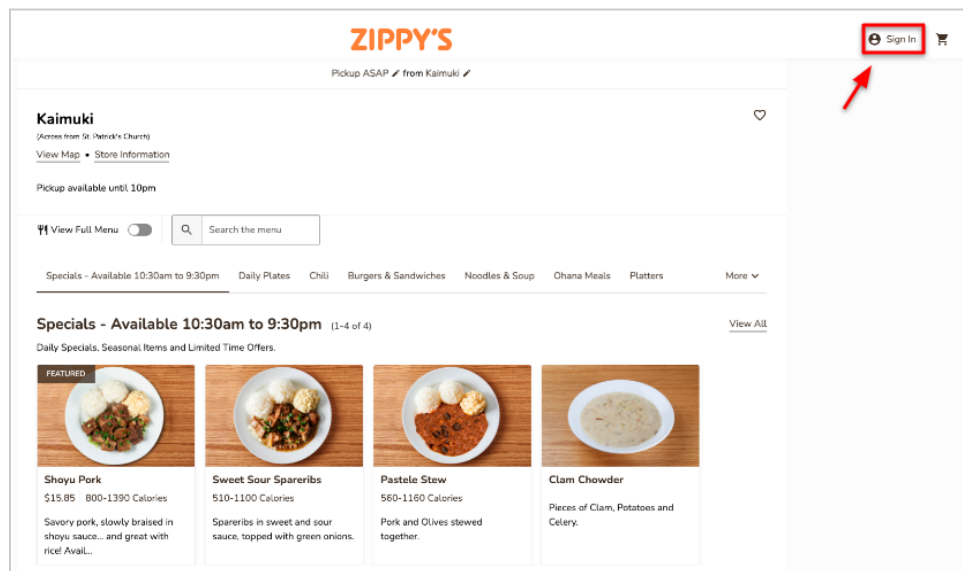 ZIPPY'S
Sign In
Pickup ASAP from Kaimuki
Kaimuki
(Across from St. Patrick's Church)
View Map • Store Information
Pickup available until 10pm
View Full Menu
Search the menu
Specials - Available 10:30am to 9:30pm Daily Plates Chili Burgers & Sandwiches Noodles & Soup Ohana Meals Platters More
Specials - Available 10:30am to 9:30pm (1-4 of 4)
View All
Daily Specials, Seasonal Items and Limited Time Offers.
FEATURED
Shoyu Pork
$15.85 800-1390 Calories
Savory pork, slowly braised in
shoyu sauce... and great with
rice! Avail...
Sweet Sour Spareribs
510-1100 Calories
Spareribs in sweet and sour
sauce, topped with green onions.
Pastele Stew
560-1160 Calories
Pork and Olives stewed
together.
Clam Chowder
Pieces of Clam, Potatoes and
Celery.